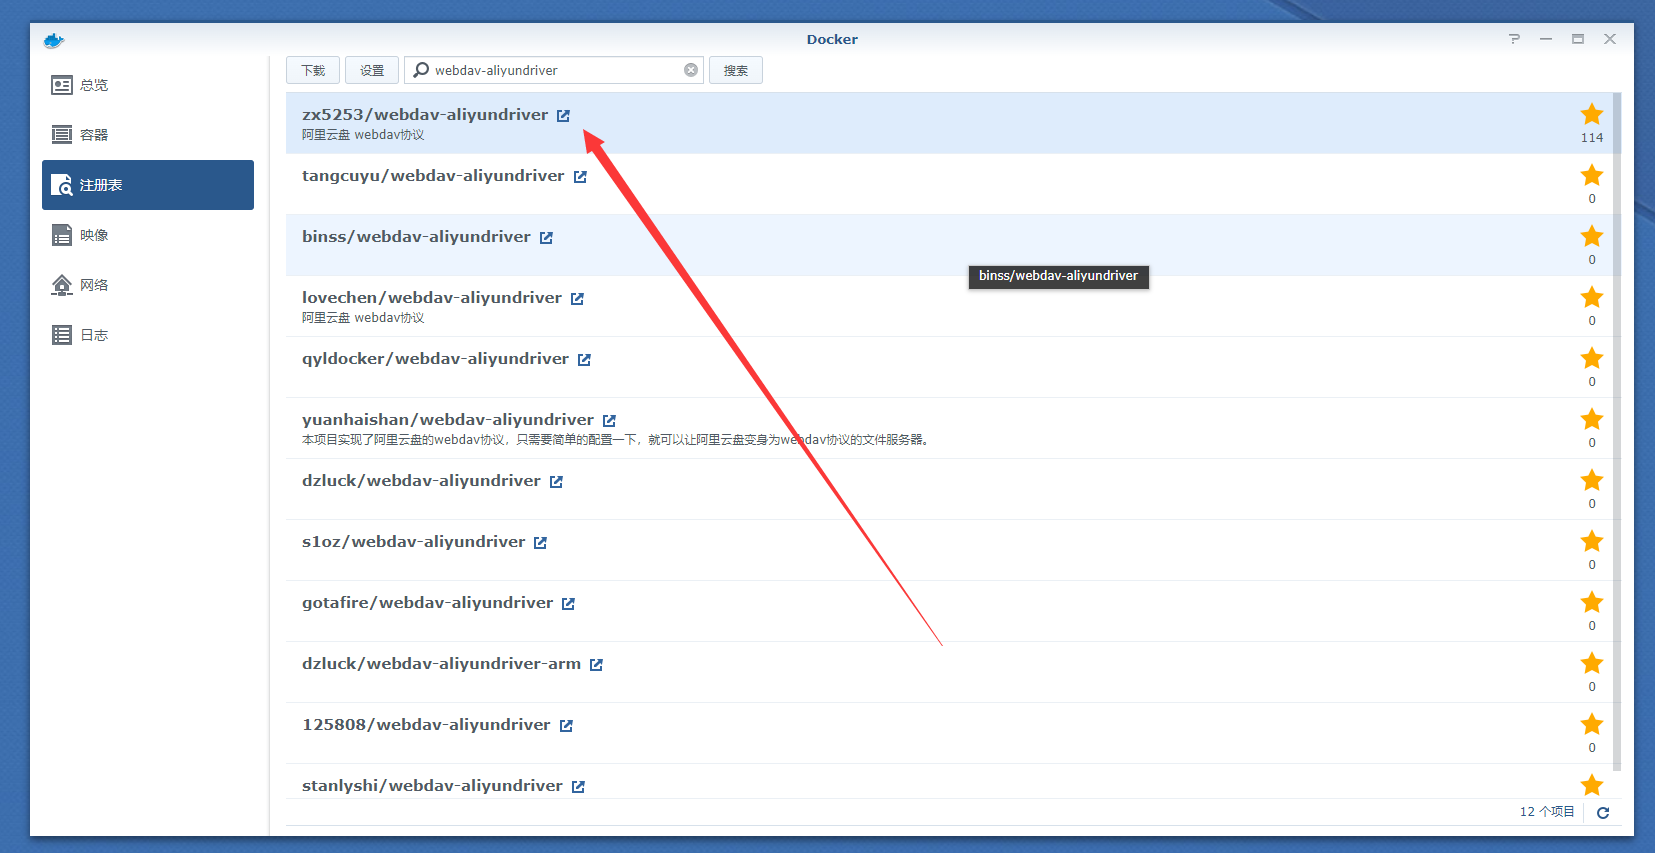 Docker
总览
容器
注册表
映像
网络
日志
下载
设置
webdav-aliyundriver
搜索
zx5253/webdav-aliyundriver
阿里云盘 webdav协议
114
tangcuyu/webdav-aliyundriver
0
binss/webdav-aliyundriver
0
binss/webdav-aliyundriver
lovechen/webdav-aliyundriver
阿里云盘 webdav协议
0
qyldocker/webdav-aliyundriver
0
yuanhaishan/webdav-aliyundriver
本项目实现了阿里云盘的webdav协议，只需要简单的配置一下，就可以让阿里云盘变身为webdav协议的文件服务器。
0
dzluck/webdav-aliyundriver
0
s1oz/webdav-aliyundriver
0
gotafire/webdav-aliyundriver
0
dzluck/webdav-aliyundriver-arm
0
125808/webdav-aliyundriver
0
stanlyshi/webdav-aliyundriver
12 个项目